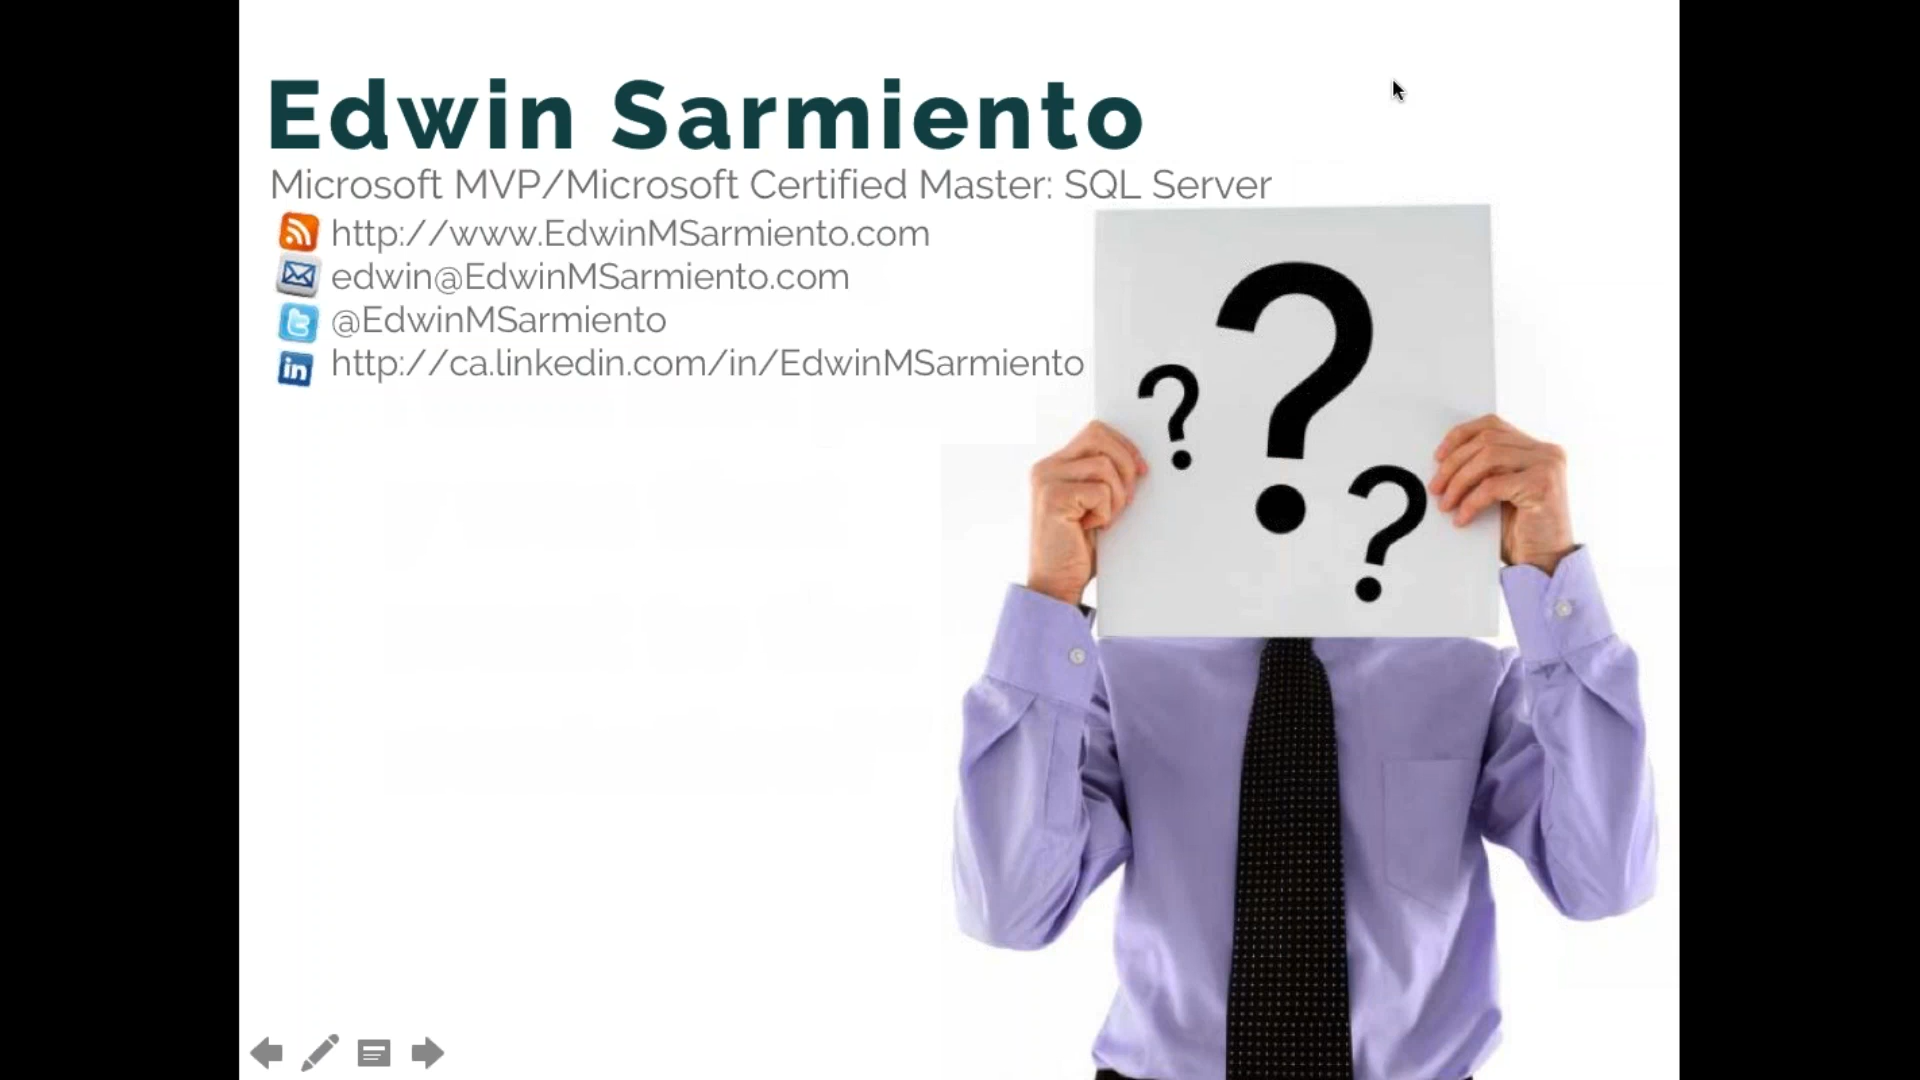 Edwin Sarmiento
Microsoft MVP/Microsoft Certified Master: SQL Server
http://www.EdwinMSarmiento.com
edwin@EdwinMSarmiento.com
@EdwinMSarmiento
in http://ca.linkedin.com/in/EdwinMSarmiento
? ? ?